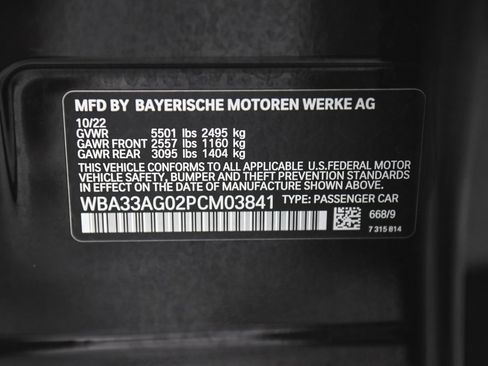 MFD BY BAYERISCHE MOTOREN WERKE AG
10/22
GVWR 5501 lbs 2495 kg
GAWR FRONT 2557 lbs 1160 kg
GAWR REAR 3095 lbs 1404 kg
THIS VEHICLE CONFORMS TO ALL APPLICABLE U.S.FEDERAL MOTOR
VEHICLE SAFETY, BUMPER AND THEFT PREVENTION STANDARDS
IN EFFECT ON THE DATE OF MANUFACTURE SHOWN ABOVE.
WBA33AG02PCM03841 TYPE: PASSENGER CAR
668/9
7 315 814